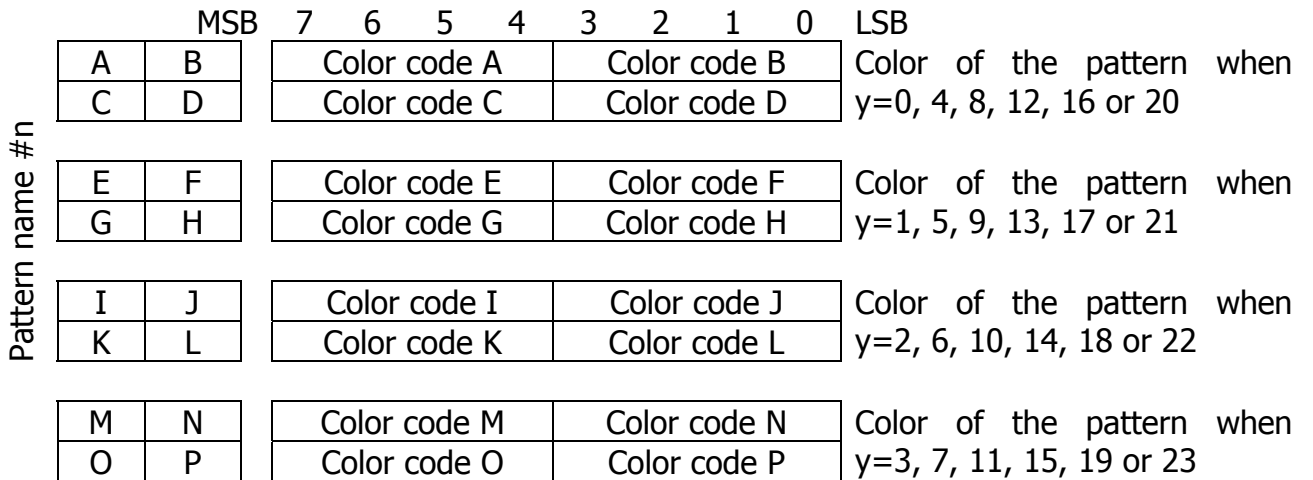 MSB 7 6 5 4 3 2 1 0 LSB
Pattern name #n
A B Color code A Color code B Color of the pattern when
C D Color code C Color code D y=0, 4, 8, 12, 16 or 20
E F Color code E Color code F Color of the pattern when
G H Color code G Color code H y=1, 5, 9, 13, 17 or 21
I J Color code I Color code J Color of the pattern when
K L Color code K Color code L y=2, 6, 10, 14, 18 or 22
M N Color code M Color code N Color of the pattern when
O P Color code O Color code P y=3, 7, 11, 15, 19 or 23